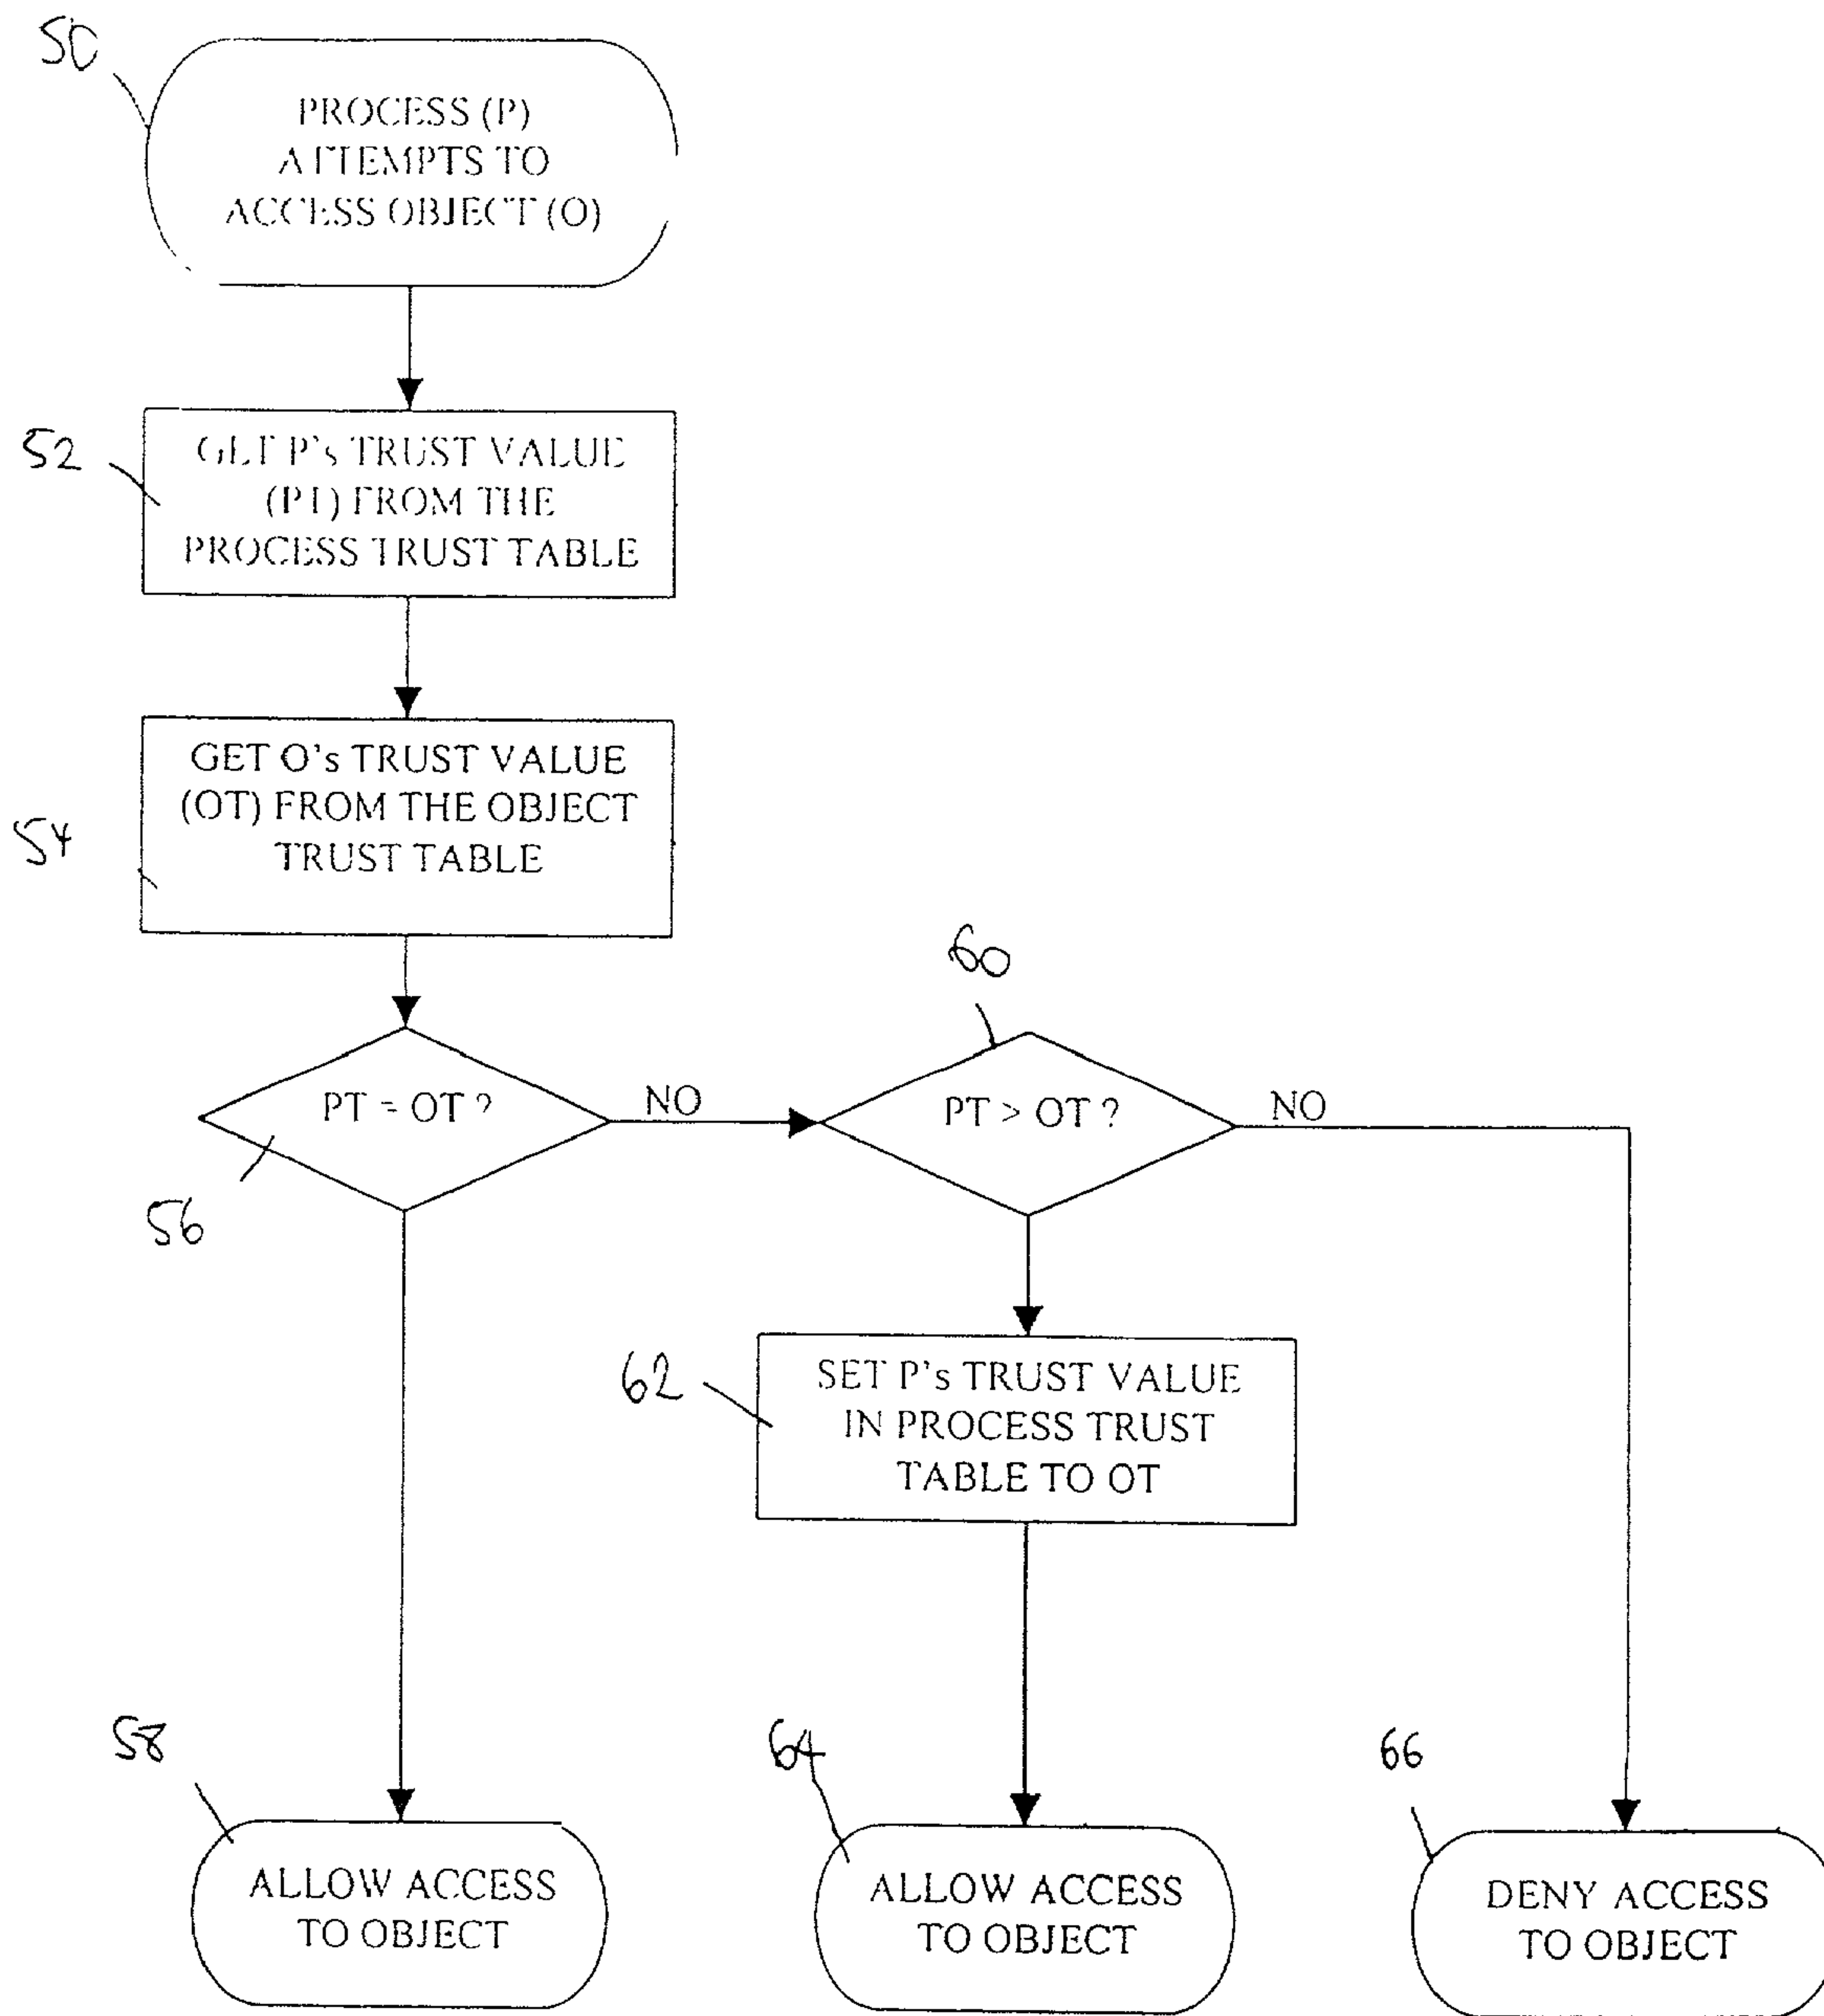 50
PROCESS (P)
ATTEMPTS TO
ACCESS OBJECT (O)
52
GET P's TRUST VALUE
(PT) FROM THE
PROCESS TRUST TABLE
54
GET O's TRUST VALUE
(OT) FROM THE OBJECT
TRUST TABLE
60
PT = OT ?
NO
PT > OT ?
NO
56
62
SET P's TRUST VALUE
IN PROCESS TRUST
TABLE TO OT
58
64
66
ALLOW ACCESS
TO OBJECT
ALLOW ACCESS
TO OBJECT
DENY ACCESS
TO OBJECT